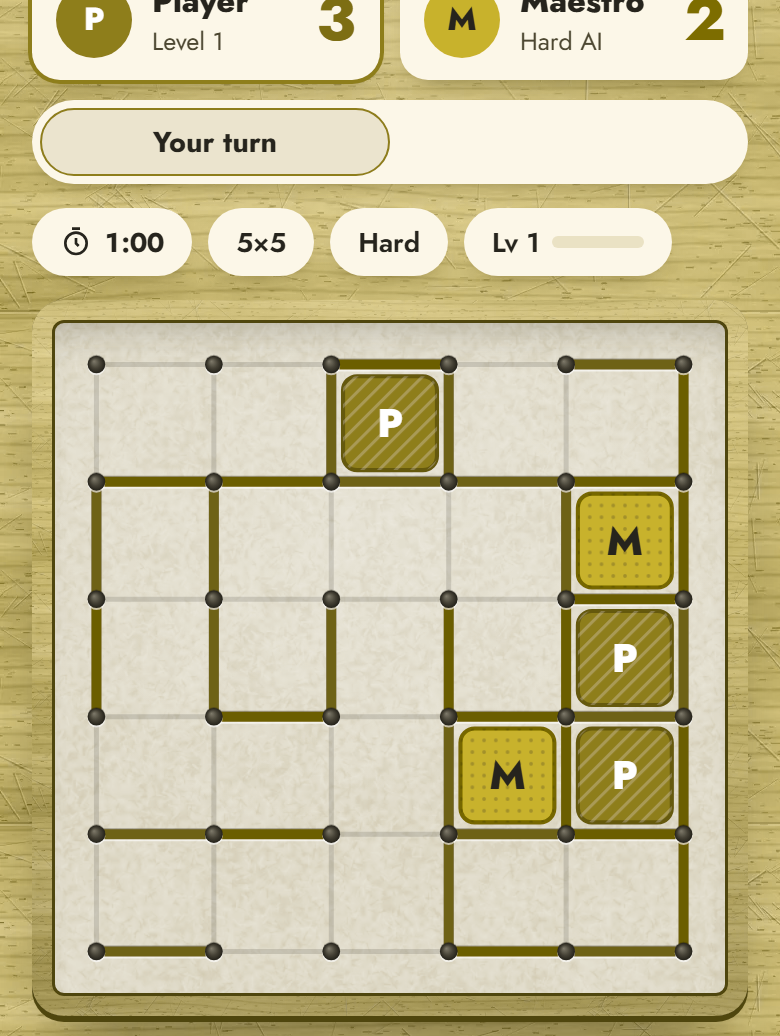 P
Player
Level 1
3
M
Maestro
Hard AI
2
Your turn
1:00
5×5
Hard
Lv 1
P
M
P
M
P